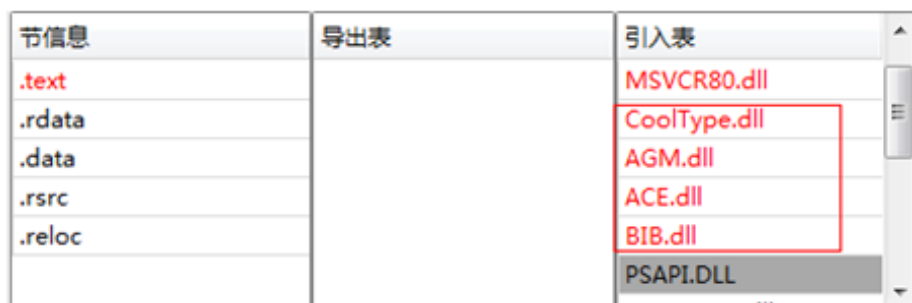 节信息 导出表 引入表
.text MSVCR80.dll
.rdata CoolType.dll
.data AGM.dll
.rsrc ACE.dll
.reloc BIB.dll
PSAPI.DLL